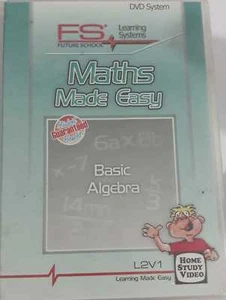 DVD System
FS Learning Systems
FUTURE SCHOOL
Maths
Made Easy
Guaranteed
Basic
Algebra
L2V1
Learning Made Easy
HOME
STUDY
VIDEO